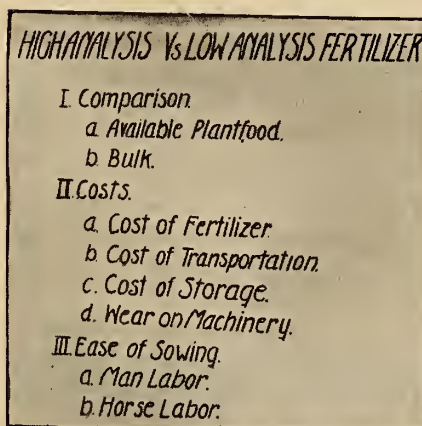 HIGH ANALYSIS Vs LOW ANALYSIS FERTILIZER
I. Comparison.
a. Available Plantfood.
b. Bulk.
II. Costs.
a. Cost of Fertilizer.
b. Cost of Transportation.
c. Cost of Storage.
d. Wear on Machinery.
III. Ease of Sowing.
a. Man Labor.
b. Horse Labor.